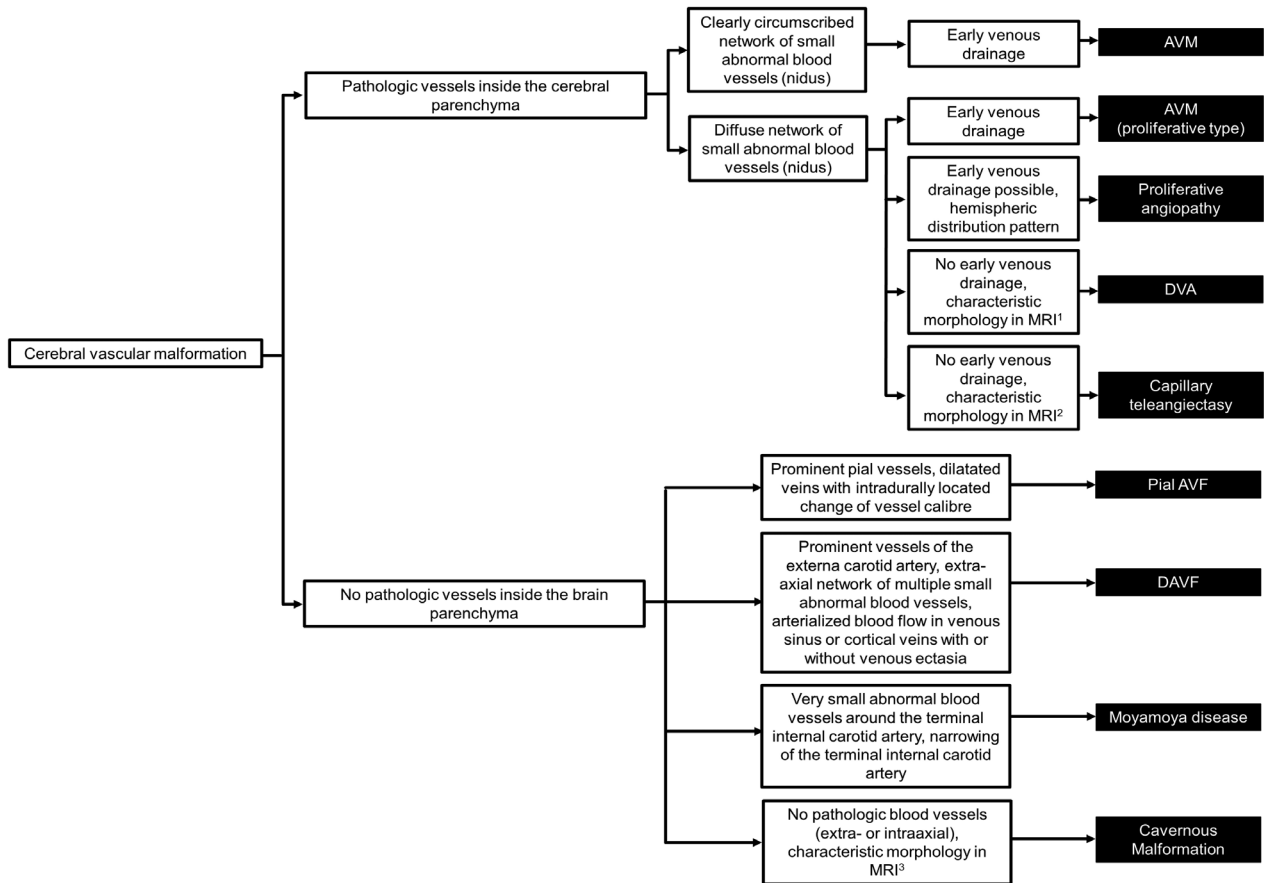 Cerebral vascular malformation
Pathologic vessels inside the cerebral
parenchyma
Clearly circumscribed
network of small
abnormal blood
vessels (nidus)
Early venous
drainage
AVM
Diffuse network of
small abnormal blood
vessels (nidus)
Early venous
drainage
AVM
(proliferative type)
Early venous
drainage possible,
hemispheric
distribution pattern
Proliferative
angiopathy
No early venous
drainage,
characteristic
morphology in MRI¹
DVA
No early venous
drainage,
characteristic
morphology in MRI²
Capillary
teleangiectasy
No pathologic vessels inside the brain
parenchyma
Prominent pial vessels, dilatated
veins with intradurally located
change of vessel calibre
Pial AVF
Prominent vessels of the
externa carotid artery, extra-
axial network of multiple small
abnormal blood vessels,
arterialized blood flow in venous
sinus or cortical veins with or
without venous ectasia
DAVF
Very small abnormal blood
vessels around the terminal
internal carotid artery, narrowing
of the terminal internal carotid
artery
Moyamoya disease
No pathologic blood vessels
(extra- or intraaxial),
characteristic morphology in
MRI³
Cavernous
Malformation